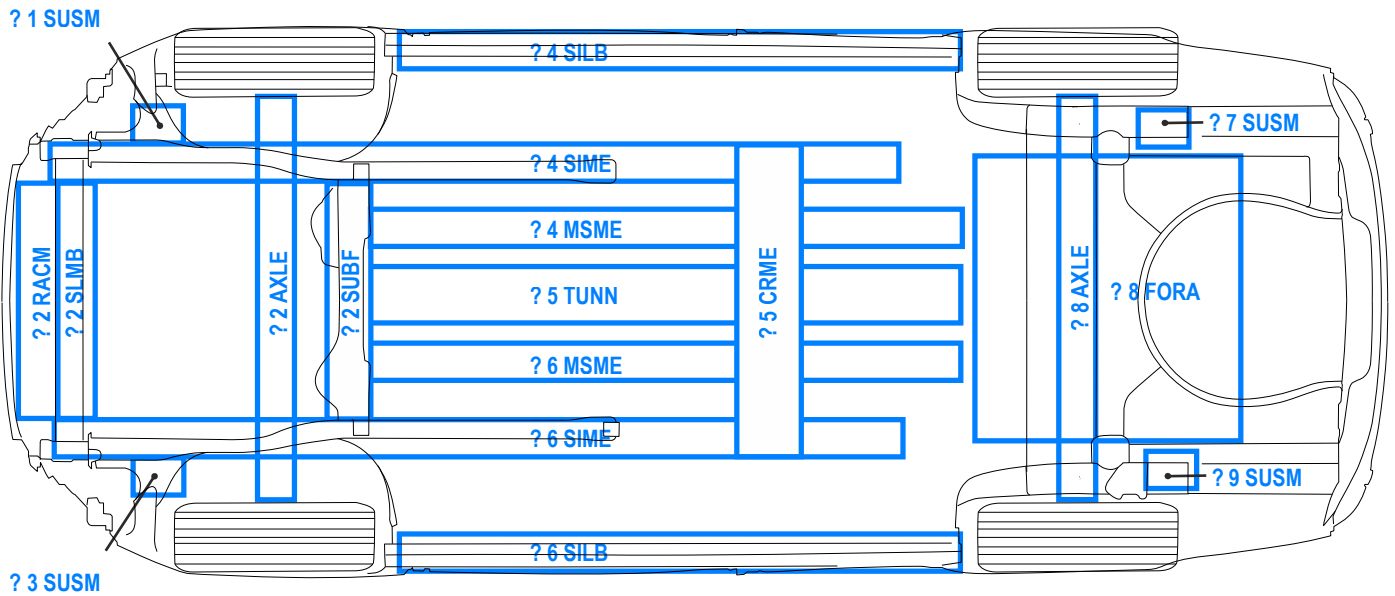 ? 1 SUSM
? 4 SILB
? 7 SUSM
? 4 SIME
? 4 MSME
? 2 RACM
? 2 SLMB
? 2 AXLE
? 2 SUBF
? 5 TUNN
? 5 CRME
? 8 AXLE
? 8 FORA
? 6 MSME
? 6 SIME
? 9 SUSM
? 6 SILB
? 3 SUSM